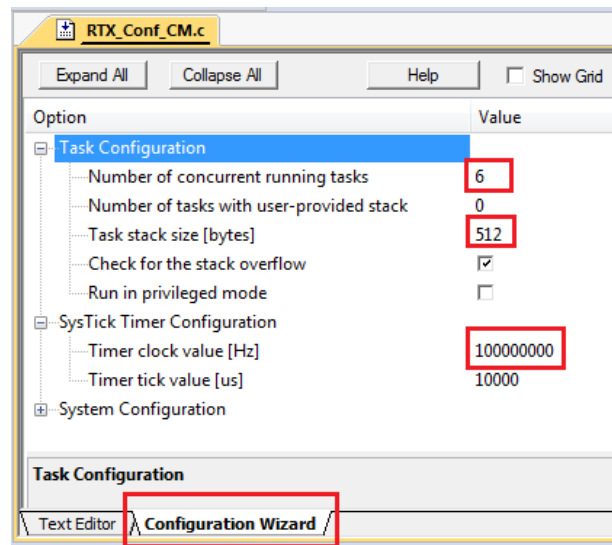 RTX_Conf_CM.c
Expand All Collapse All Help Show Grid
Option Value
Task Configuration
Number of concurrent running tasks 6
Number of tasks with user-provided stack 0
Task stack size [bytes] 512
Check for the stack overflow
Run in privileged mode
SysTick Timer Configuration
Timer clock value [Hz] 100000000
Timer tick value [us] 10000
System Configuration
Task Configuration
Text Editor Configuration Wizard